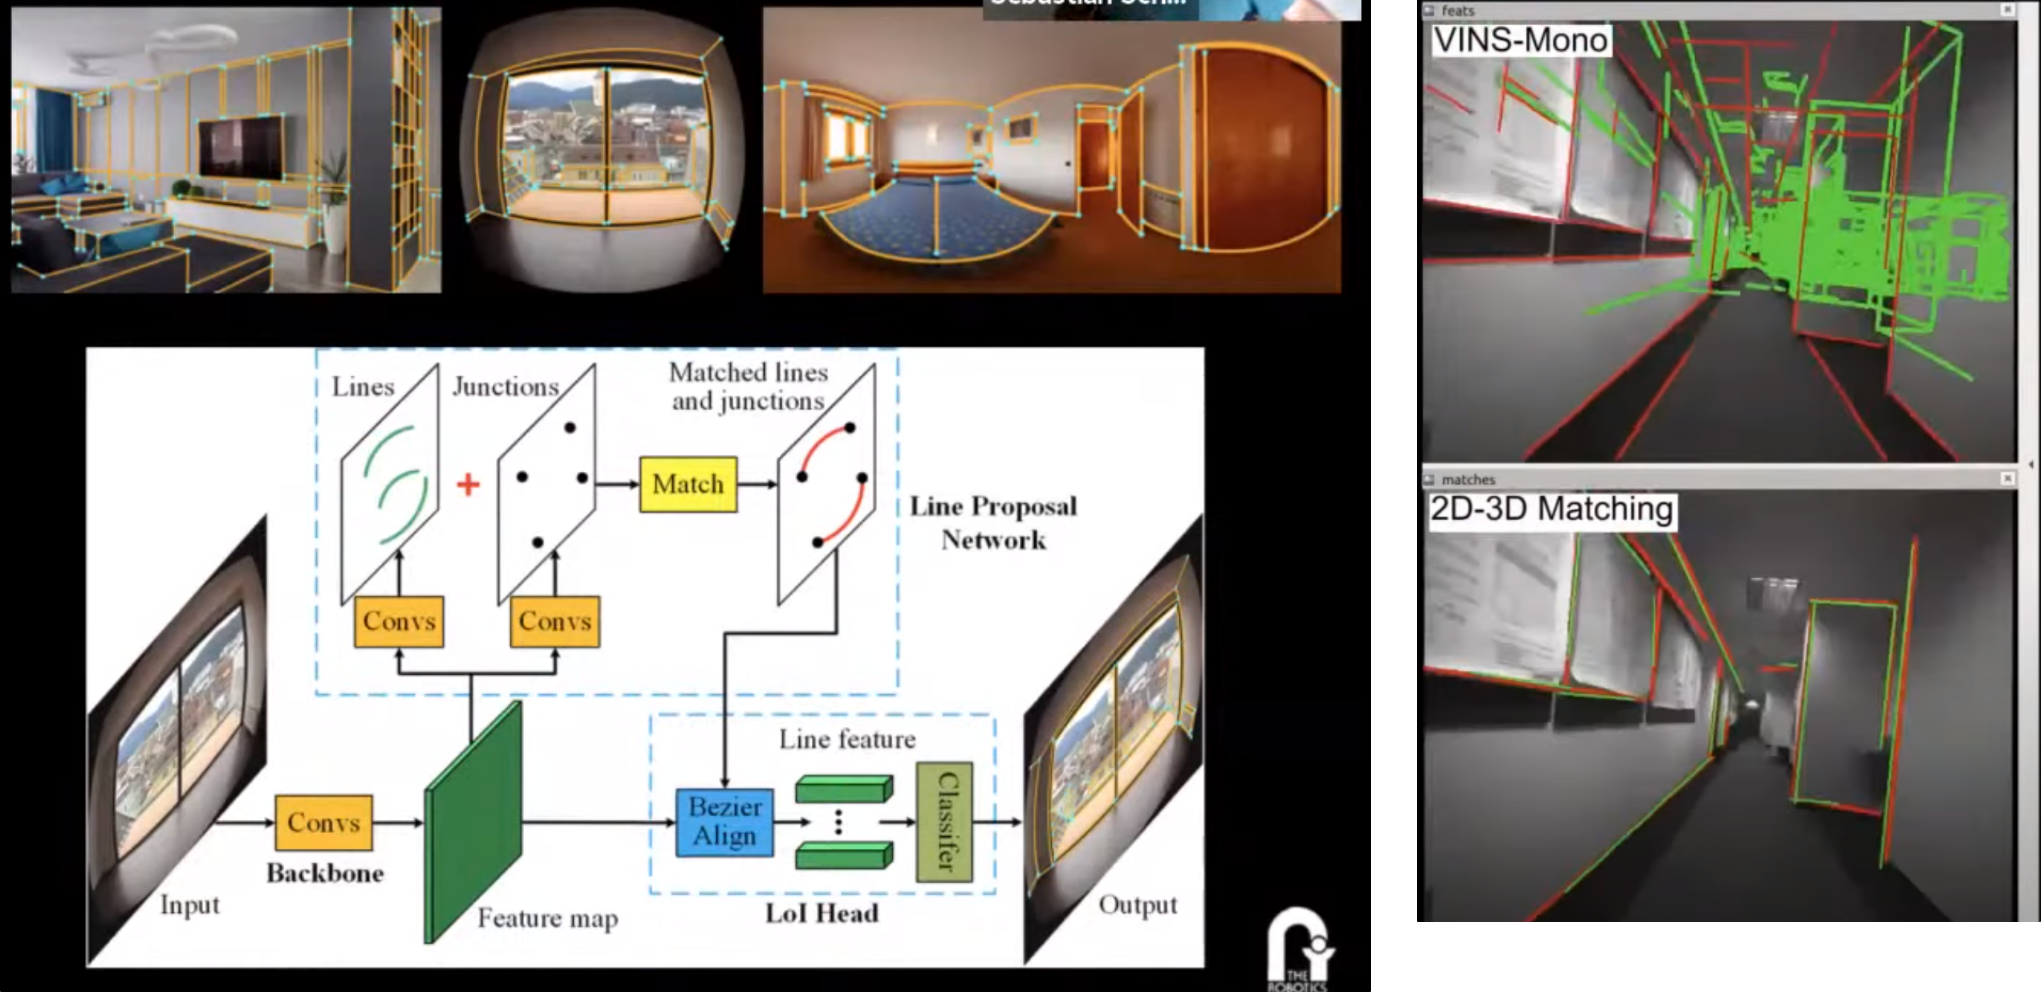 feats
VINS-Mono
Lines
Junctions
Matched lines
and junctions
Match
Line Proposal
Network
Convs
Convs
matches
2D-3D Matching
Line feature
Bezier
Align
Classifer
Convs
Backbone
Input
Feature map
LoI Head
Output
THE
ROBOTICS